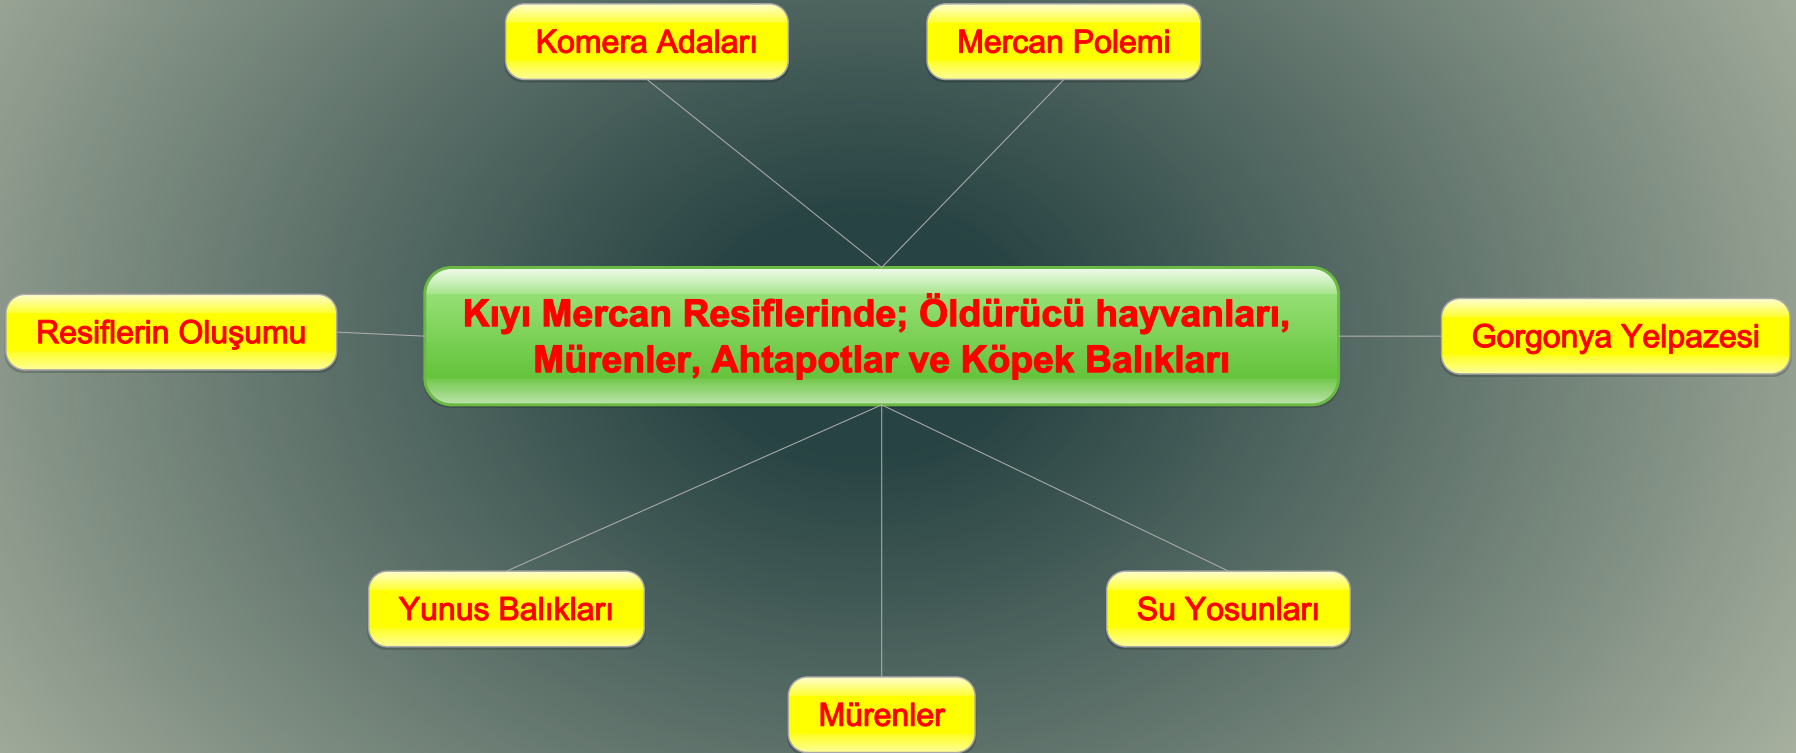 Komera Adaları
Mercan Polemi
Resiflerin Oluşumu
Kıyı Mercan Resiflerinde; Öldürücü hayvanları,
Mürenler, Ahtapotlar ve Köpek Balıkları
Gorgonya Yelpazesi
Yunus Balıkları
Su Yosunları
Mürenler